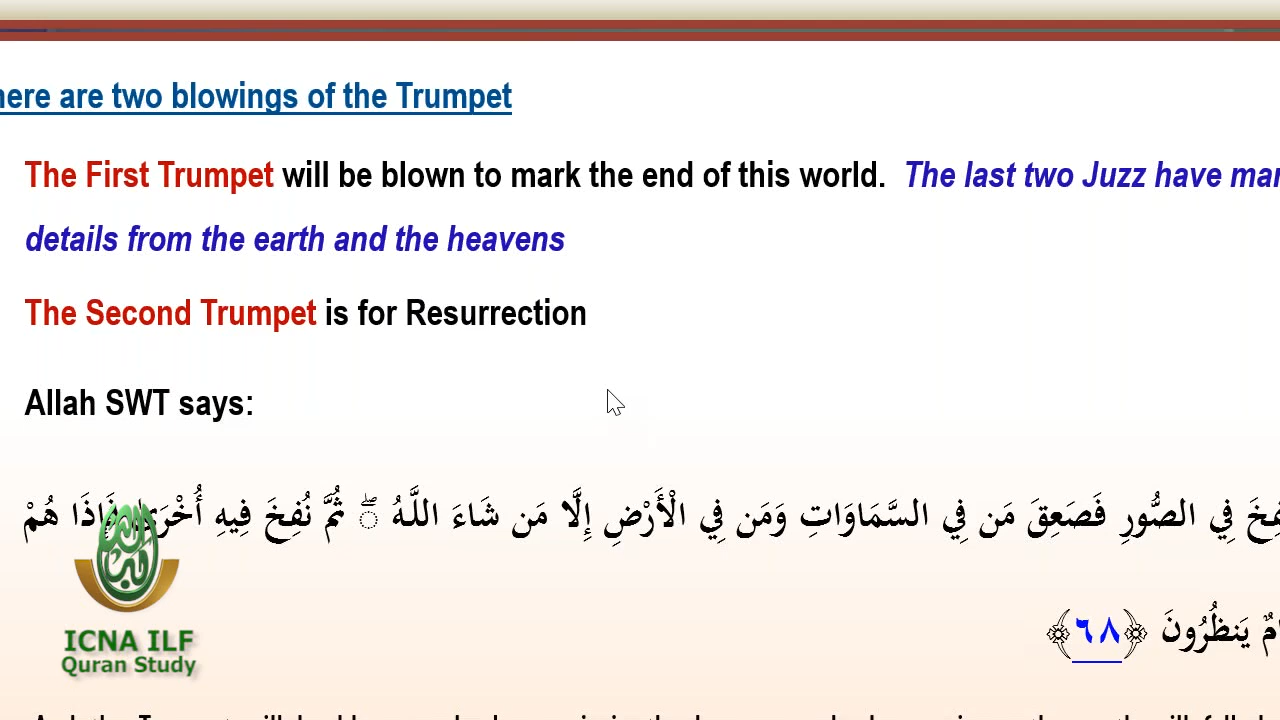 here are two blowings of the Trumpet
The First Trumpet will be blown to mark the end of this world. The last two Juzz have
details from the earth and the heavens
The Second Trumpet is for Resurrection
Allah SWT says:
فِي الصُّورِ فَصَعِقَ مَن فِي السَّمَاوَاتِ وَمَن فِي الْأَرْضِ إِلَّا مَن شَاءَ اللَّـهُ ۖ ثُمَّ نُفِخَ فِيهِ أُخْرَىٰ فَإِذَا هُمْ
يَنظُرُونَ ﴿٦٨﴾
ICNA ILF
Quran Study